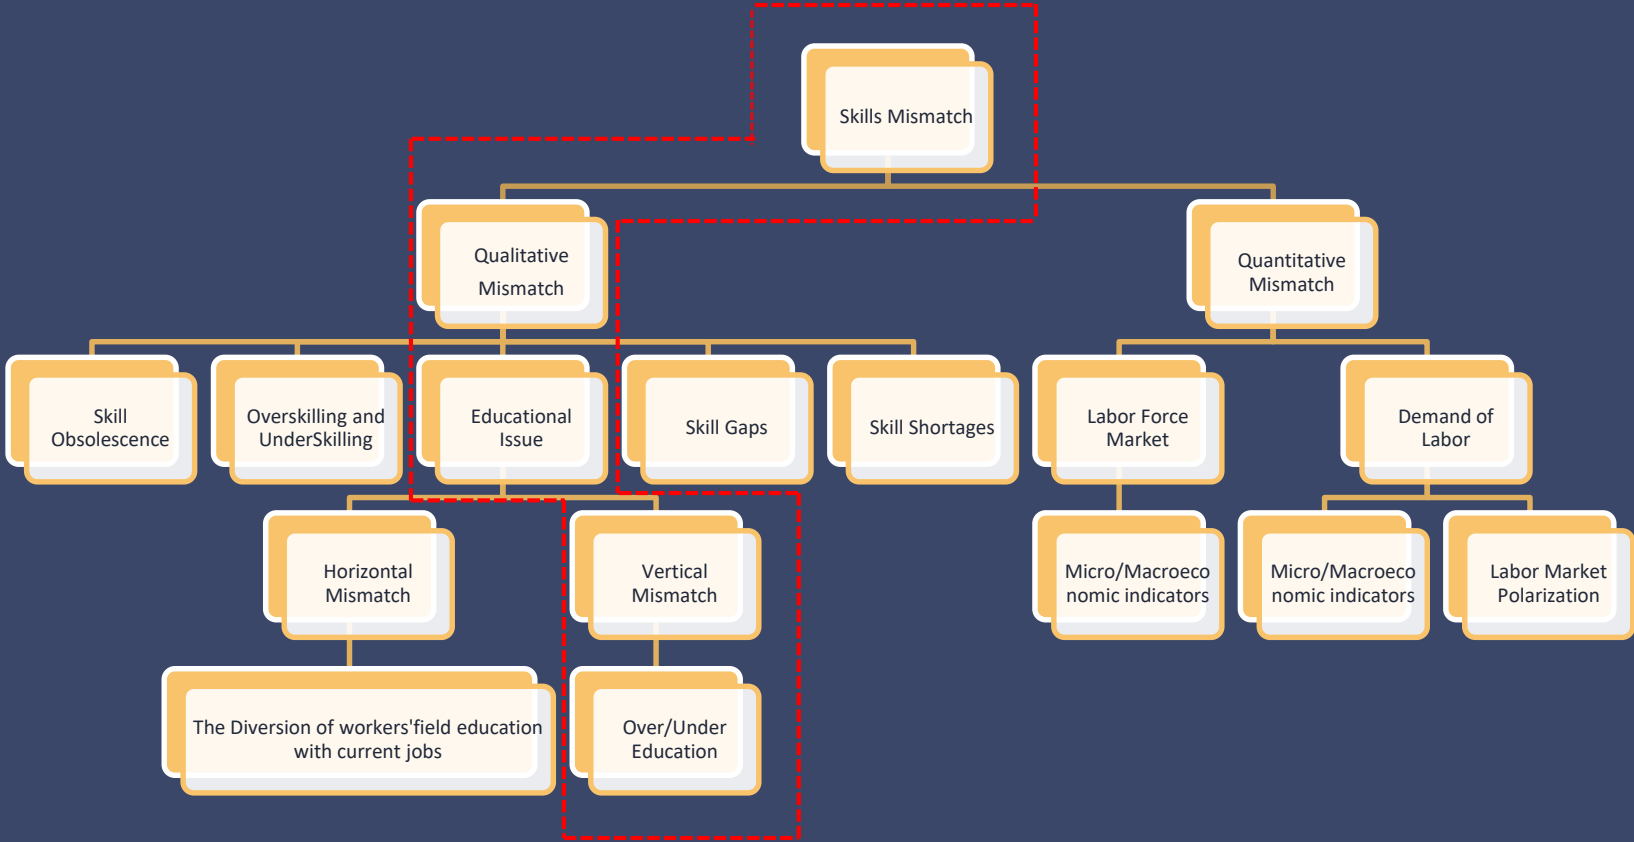 Skills Mismatch
Qualitative
Mismatch
Quantitative
Mismatch
Skill
Obsolescence
Overskilling and
UnderSkilling
Educational
Issue
Skill Gaps
Skill Shortages
Labor Force
Market
Demand of
Labor
Horizontal
Mismatch
Vertical
Mismatch
Micro/Macroeco
nomic indicators
Micro/Macroeco
nomic indicators
Labor Market
Polarization
The Diversion of workers'field education
with current jobs
Over/Under
Education